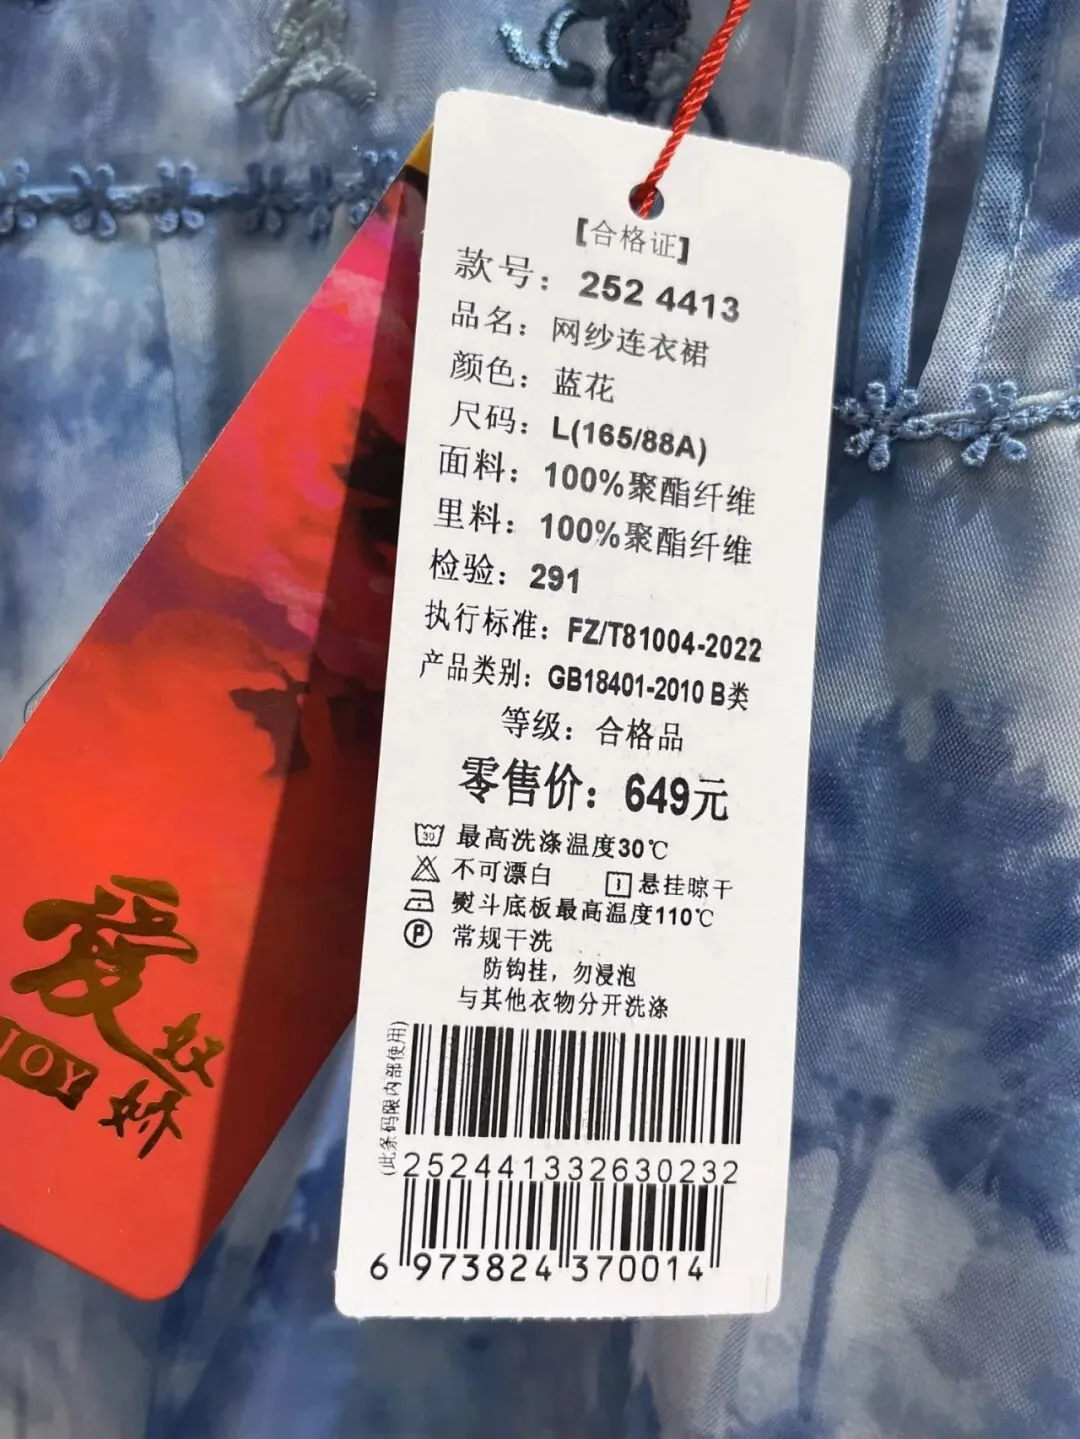 [合格证]
款号：252 4413
品名：网纱连衣裙
颜色：蓝花
尺码：L(165/88A)
面料：100%聚酯纤维
里料：100%聚酯纤维
检验：291
执行标准：FZ/T81004-2022
产品类别：GB18401-2010 B类
等级：合格品
零售价：649元
30 最高洗涤温度30℃
不可漂白 悬挂晾干
熨斗底板最高温度110℃
P 常规干洗
防钩挂，勿浸泡
与其他衣物分开洗涤
(此条码限内部使用)
252441332630232
6 973824 370014
爱
JOY